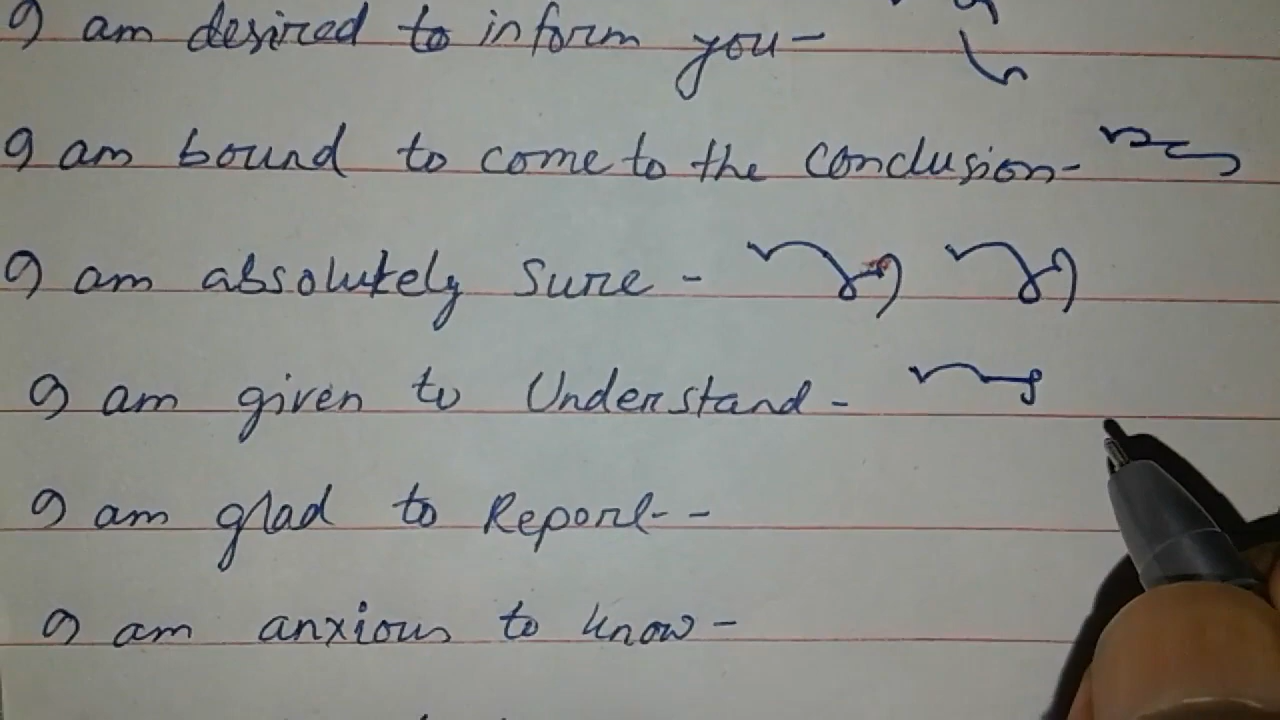 I am desired to inform you-
I am bound to come to the conclusion-
I am absolutely sure -
I am given to Understand -
I am glad to Report--
I am anxious to know-